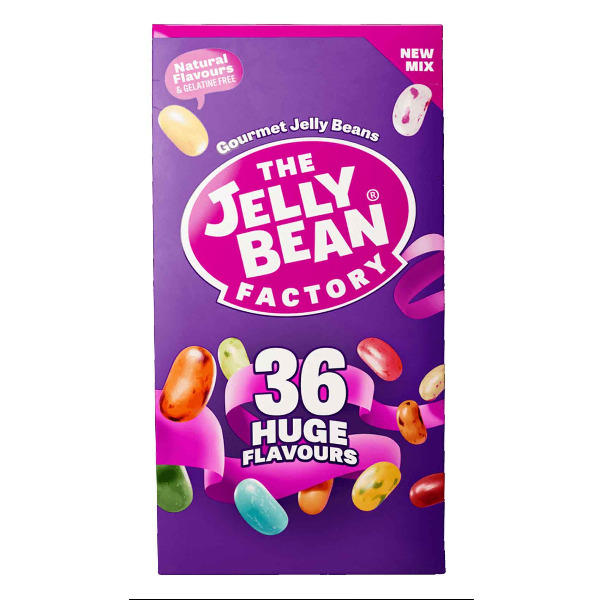 Natural
Flavours
& GELATINE FREE
NEW
MIX
Gourmet Jelly Beans
THE
JELLY
BEAN®
FACTORY
36
HUGE
FLAVOURS